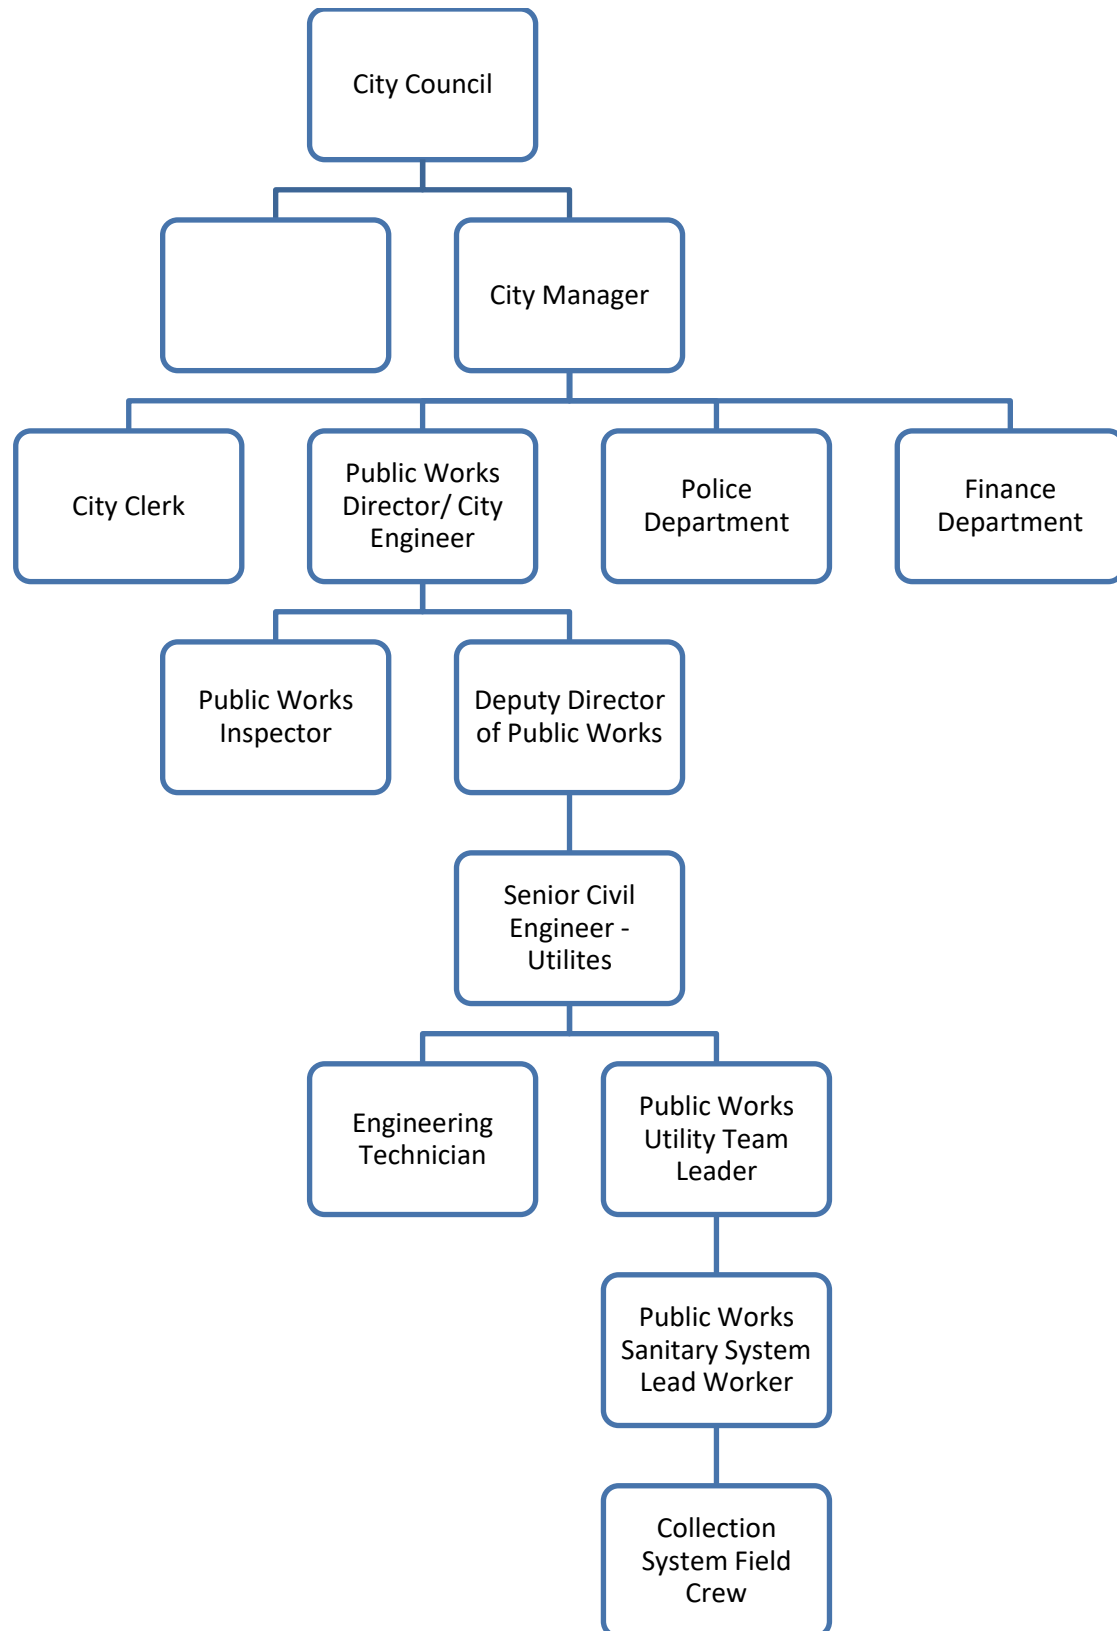 City Council
City Manager
City Clerk
Public Works
Director/ City
Engineer
Police
Department
Finance
Department
Public Works
Inspector
Deputy Director
of Public Works
Senior Civil
Engineer -
Utilites
Engineering
Technician
Public Works
Utility Team
Leader
Public Works
Sanitary System
Lead Worker
Collection
System Field
Crew